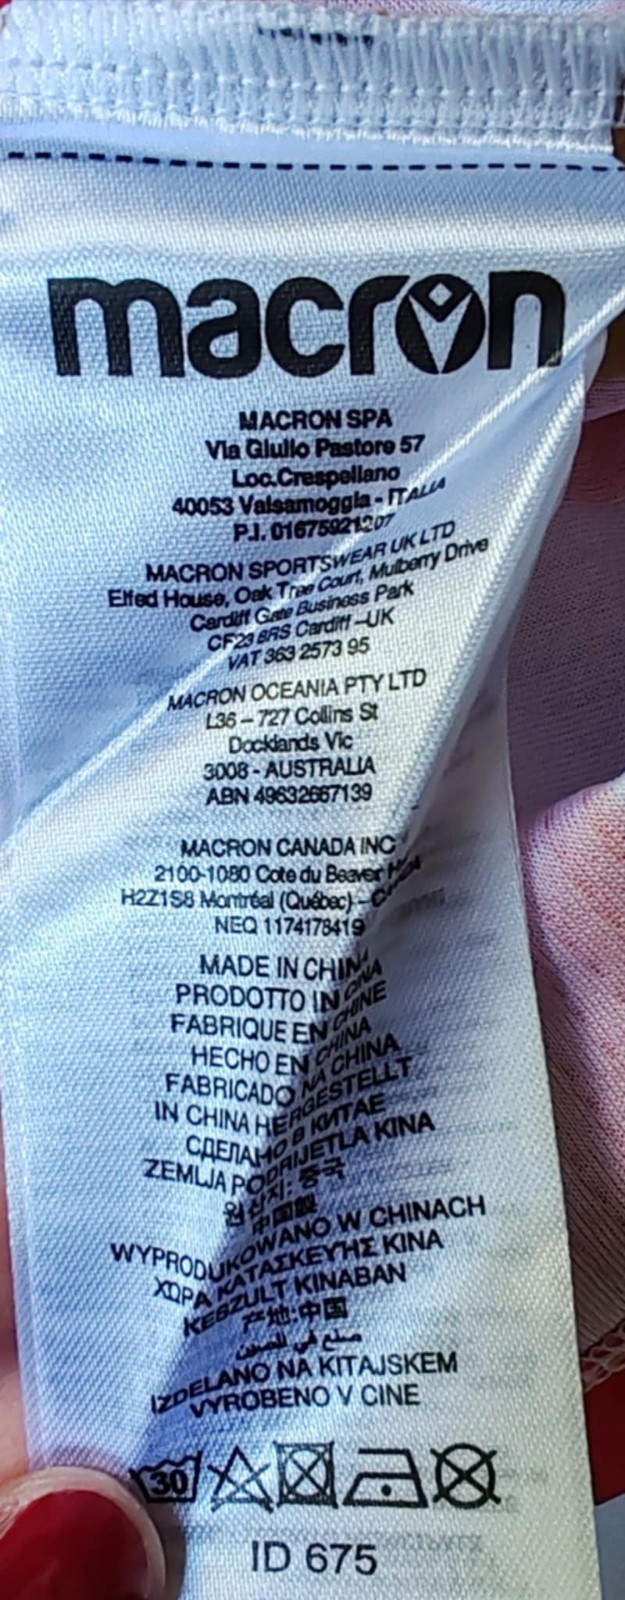 macron
MACRON SPA
Via Giulio Pastore 57
Loc.Crespellano
40053 Valsamoggia - ITALIA
P.I. 01675921207
MACRON SPORTSWEAR UK LTD
Elfed House, Oak Tree Court, Mulberry Drive
Cardiff Gate Business Park
CF23 8RS Cardiff –UK
VAT 363 2573 95
MACRON OCEANIA PTY LTD
L36 – 727 Collins St
Docklands Vic
3008 - AUSTRALIA
ABN 49632667139
MACRON CANADA INC
2100-1080 Cote du Beaver
H2Z1S8 Montréal (Québec) –
NEQ 1174178419
MADE IN CHINA
PRODOTTO IN CINA
FABRIQUE EN CHINE
HECHO EN CHINA
FABRICADO NA CHINA
IN CHINA HERGESTELLT
СДЕЛАНО В КИТАЕ
ZEMLJA PODRIJETLA KINA
원산지: 중국
中国製
WYPRODUKOWANO W CHINACH
ΧΩΡΑ ΚΑΤΑΣΚΕΥΗΣ ΚΙΝΑ
KESZULT KINABAN
产地:中国
صنع في الصين
IZDELANO NA KITAJSKEM
VYROBENO V CINE
30
ID 675